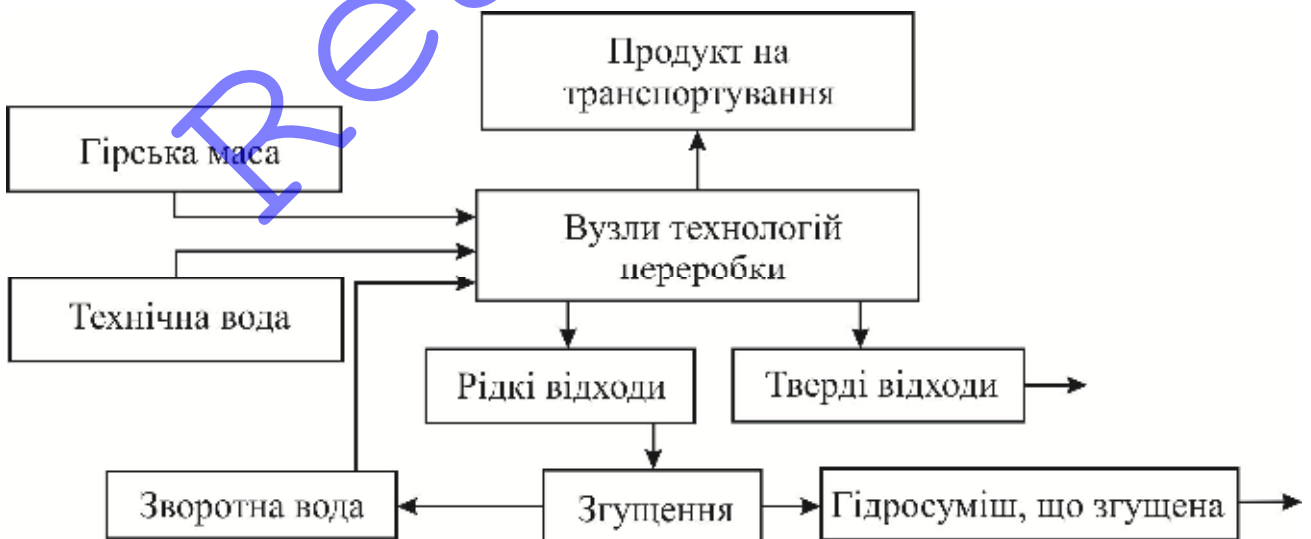 Продукт на
транспортування
Гірська маса
Вузли технологій
переробки
Технічна вода
Рідкі відходи
Тверді відходи
Зворотна вода
Згущення
Гідросуміш, що згущена
Re